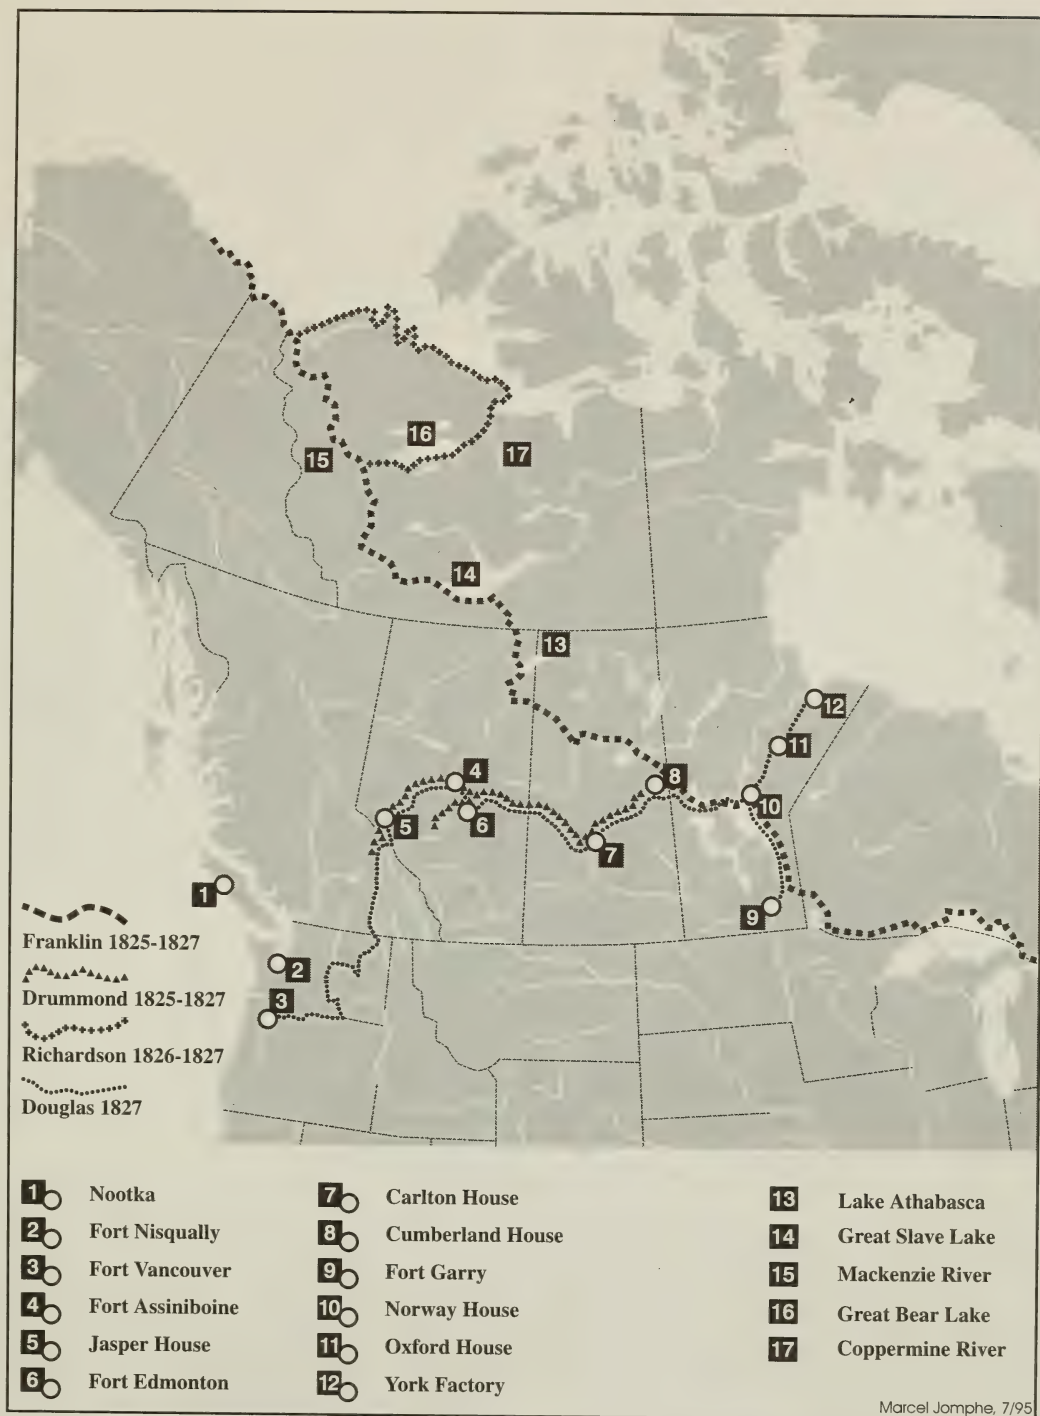 16
15
17
14
13
12
11
4
8
10
5
6
7
1
9
2
3
Franklin 1825-1827
Drummond 1825-1827
Richardson 1826-1827
Douglas 1827
1 Nootka
2 Fort Nisqually
3 Fort Vancouver
4 Fort Assiniboine
5 Jasper House
6 Fort Edmonton
7 Carlton House
8 Cumberland House
9 Fort Garry
10 Norway House
11 Oxford House
12 York Factory
13 Lake Athabasca
14 Great Slave Lake
15 Mackenzie River
16 Great Bear Lake
17 Coppermine River
Marcel Jomphe, 7/95